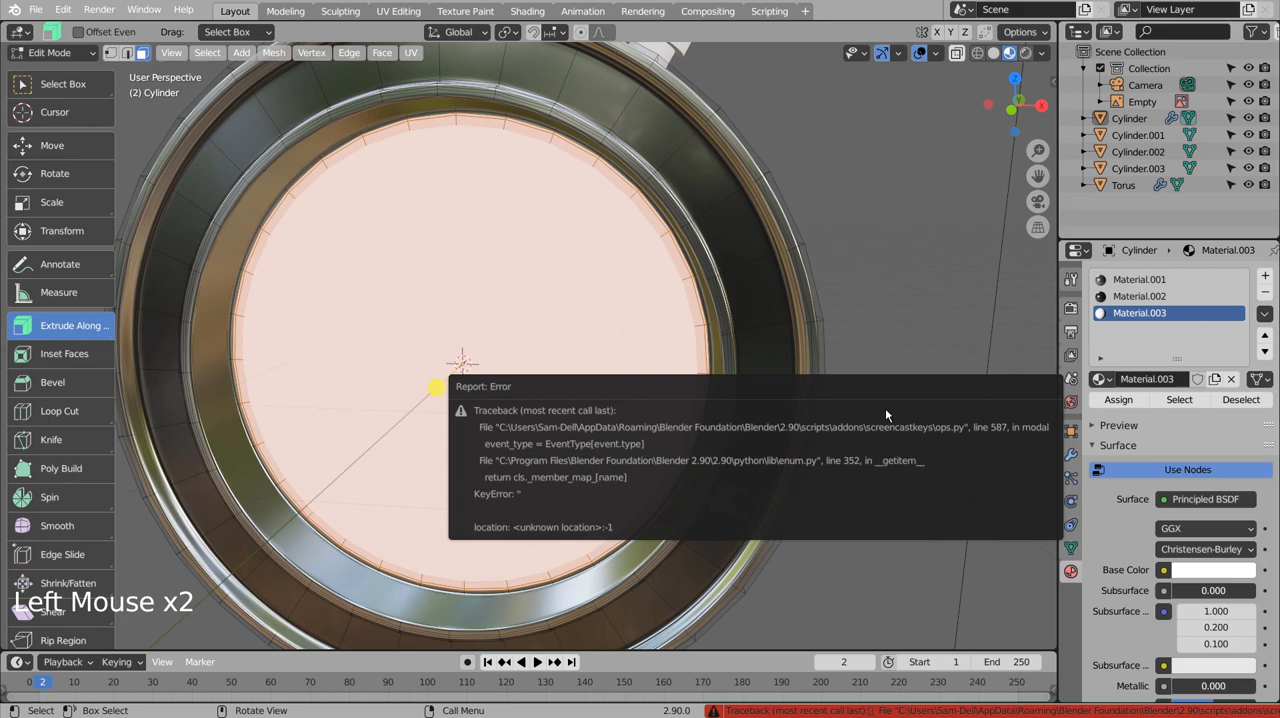 File Edit Render Window Help
Layout Modeling Sculpting UV Editing Texture Paint Shading Animation Rendering Compositing Scripting +
Scene
View Layer
Offset Even Drag: Select Box
Global
X Y Z
Options
Edit Mode
View Select Add Mesh Vertex Edge Face UV
User Perspective
(2) Cylinder
Select Box
Cursor
Move
Rotate
Scale
Transform
Annotate
Measure
Extrude Along ...
Inset Faces
Bevel
Loop Cut
Knife
Poly Build
Spin
Smooth
Edge Slide
Shrink/Fatten
Shear
Rip Region
Left Mouse x2
Z
Y
X
Report: Error
Traceback (most recent call last):
File "C:\Users\Sam-Dell\AppData\Roaming\Blender Foundation\Blender\2.90\scripts\addons\screencastkeys\ops.py", line 587, in modal
event_type = EventType[event.type]
File "C:\Program Files\Blender Foundation\Blender 2.90\2.90\python\lib\enum.py", line 352, in __getitem__
return cls._member_map_[name]
KeyError: ''
location: <unknown location>:-1
Scene Collection
Collection
Camera
Empty
Cylinder
Cylinder.001
Cylinder.002
Cylinder.003
Torus
Cylinder Material.003
Material.001
Material.002
Material.003
Material.003
Assign Select Deselect
Preview
Surface
Use Nodes
Surface Principled BSDF
GGX
Christensen-Burley
Base Color
Subsurface 0.000
Subsurface ... 1.000
0.200
0.100
Subsurface ...
Metallic 0.000
Playback Keying View Marker
2 Start 1 End 250
0 2 10 20 30 40 50 60 70 80 90 100 110 120 130 140 150 160 170 180 190 200 210 220 230 240 250
Select Box Select Rotate View Call Menu
2.90.0
Traceback (most recent call last): File "C:\Users\Sam-Dell\AppData\Roaming\Blender Foundation\Blender\2.90\scripts\addons\scre